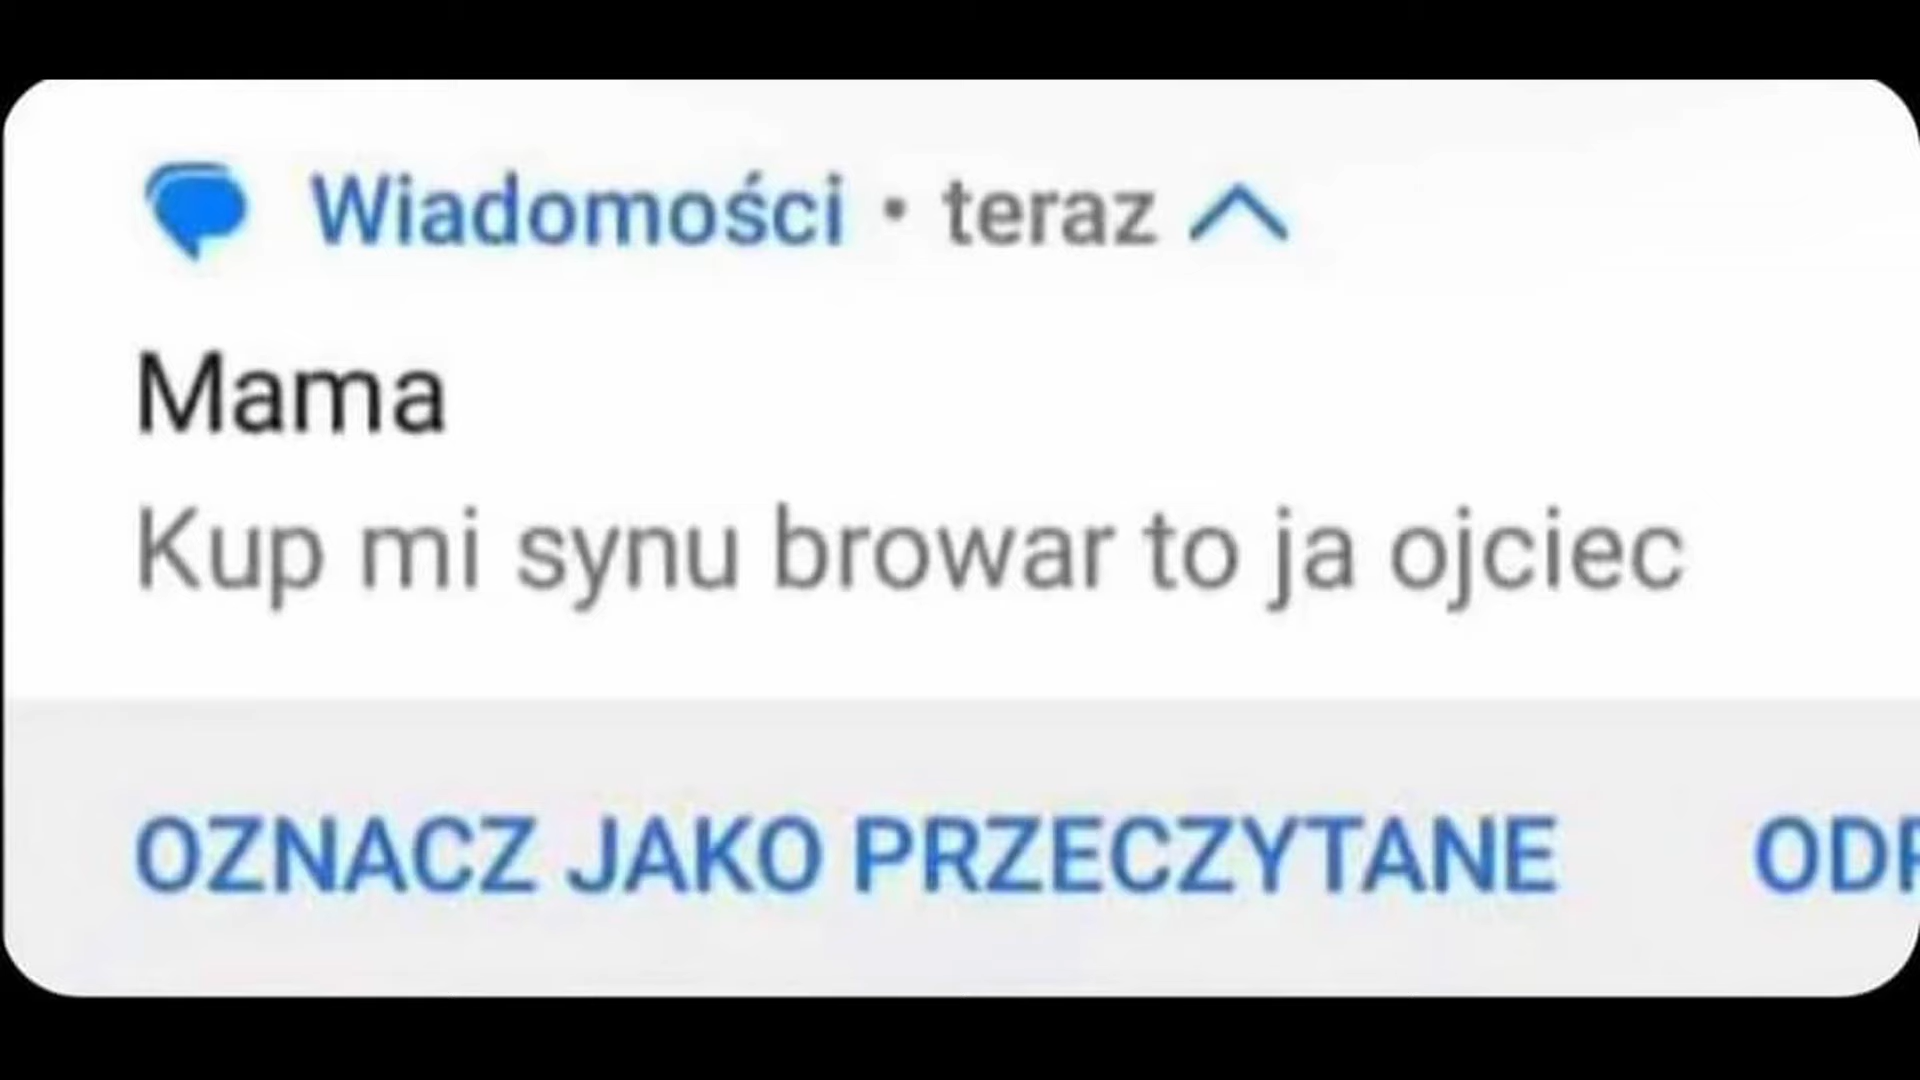 Wiadomości • teraz
Mama
Kup mi synu browar to ja ojciec
OZNACZ JAKO PRZECZYTANE